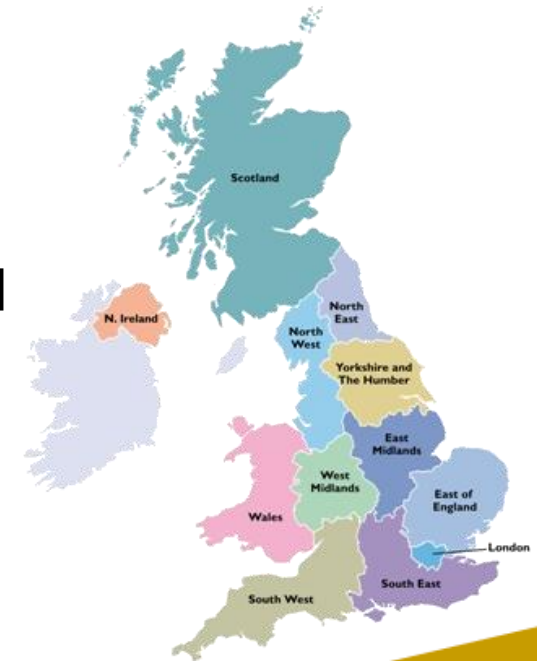 Scotland
N. Ireland
North
East
North
West
Yorkshire and
The Humber
East
Midlands
West
Midlands
East of
England
Wales
London
South East
South West